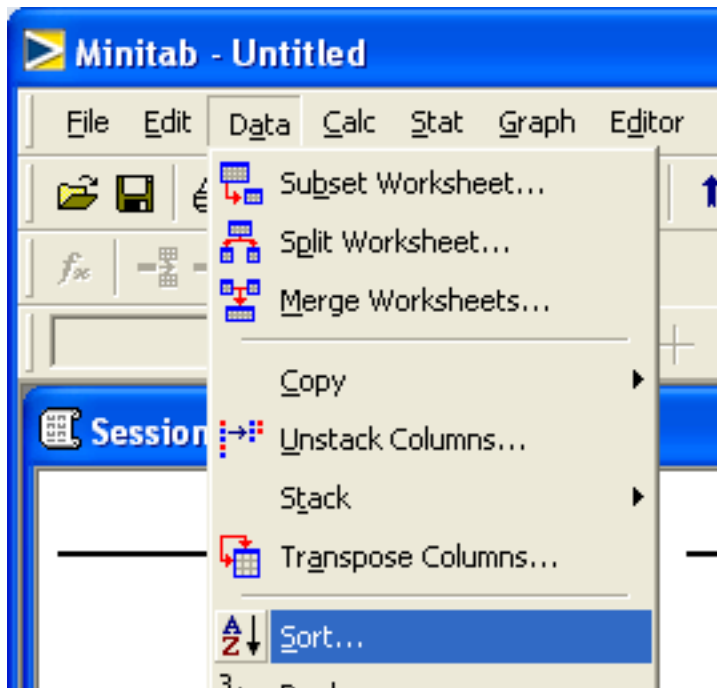 Minitab - Untitled
File Edit Data Calc Stat Graph Editor
Subset Worksheet...
Split Worksheet...
Merge Worksheets...
Copy
Session
Unstack Columns...
Stack
Transpose Columns...
Sort...